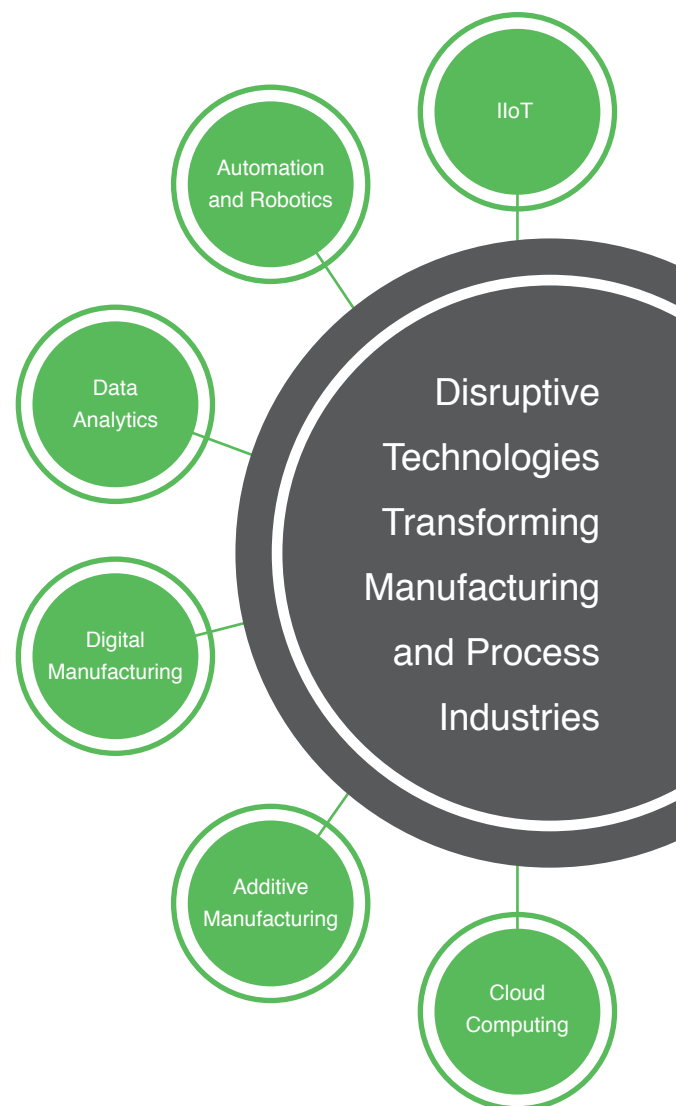 IIoT
Automation
and Robotics
Data
Analytics
Digital
Manufacturing
Additive
Manufacturing
Cloud
Computing
Disruptive
Technologies
Transforming
Manufacturing
and Process
Industries